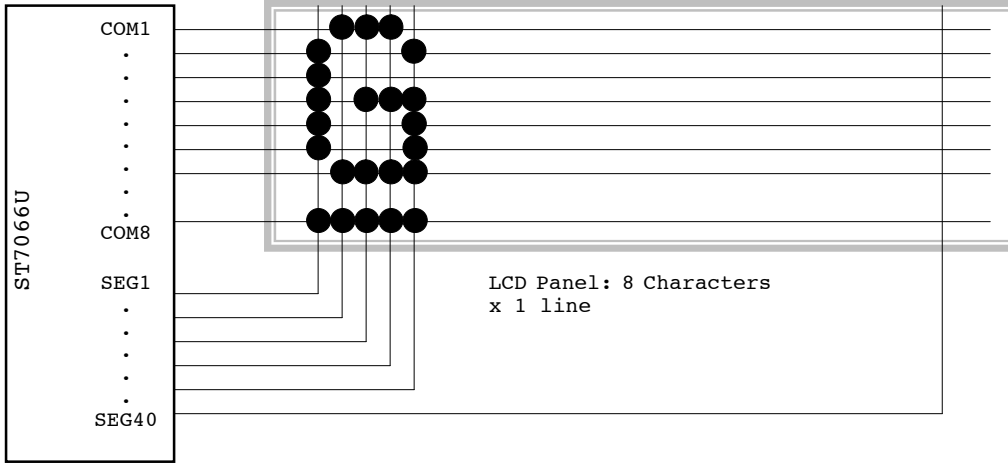 ST7066U
COM1
COM8
SEG1
SEG40
LCD Panel: 8 Characters
x 1 line